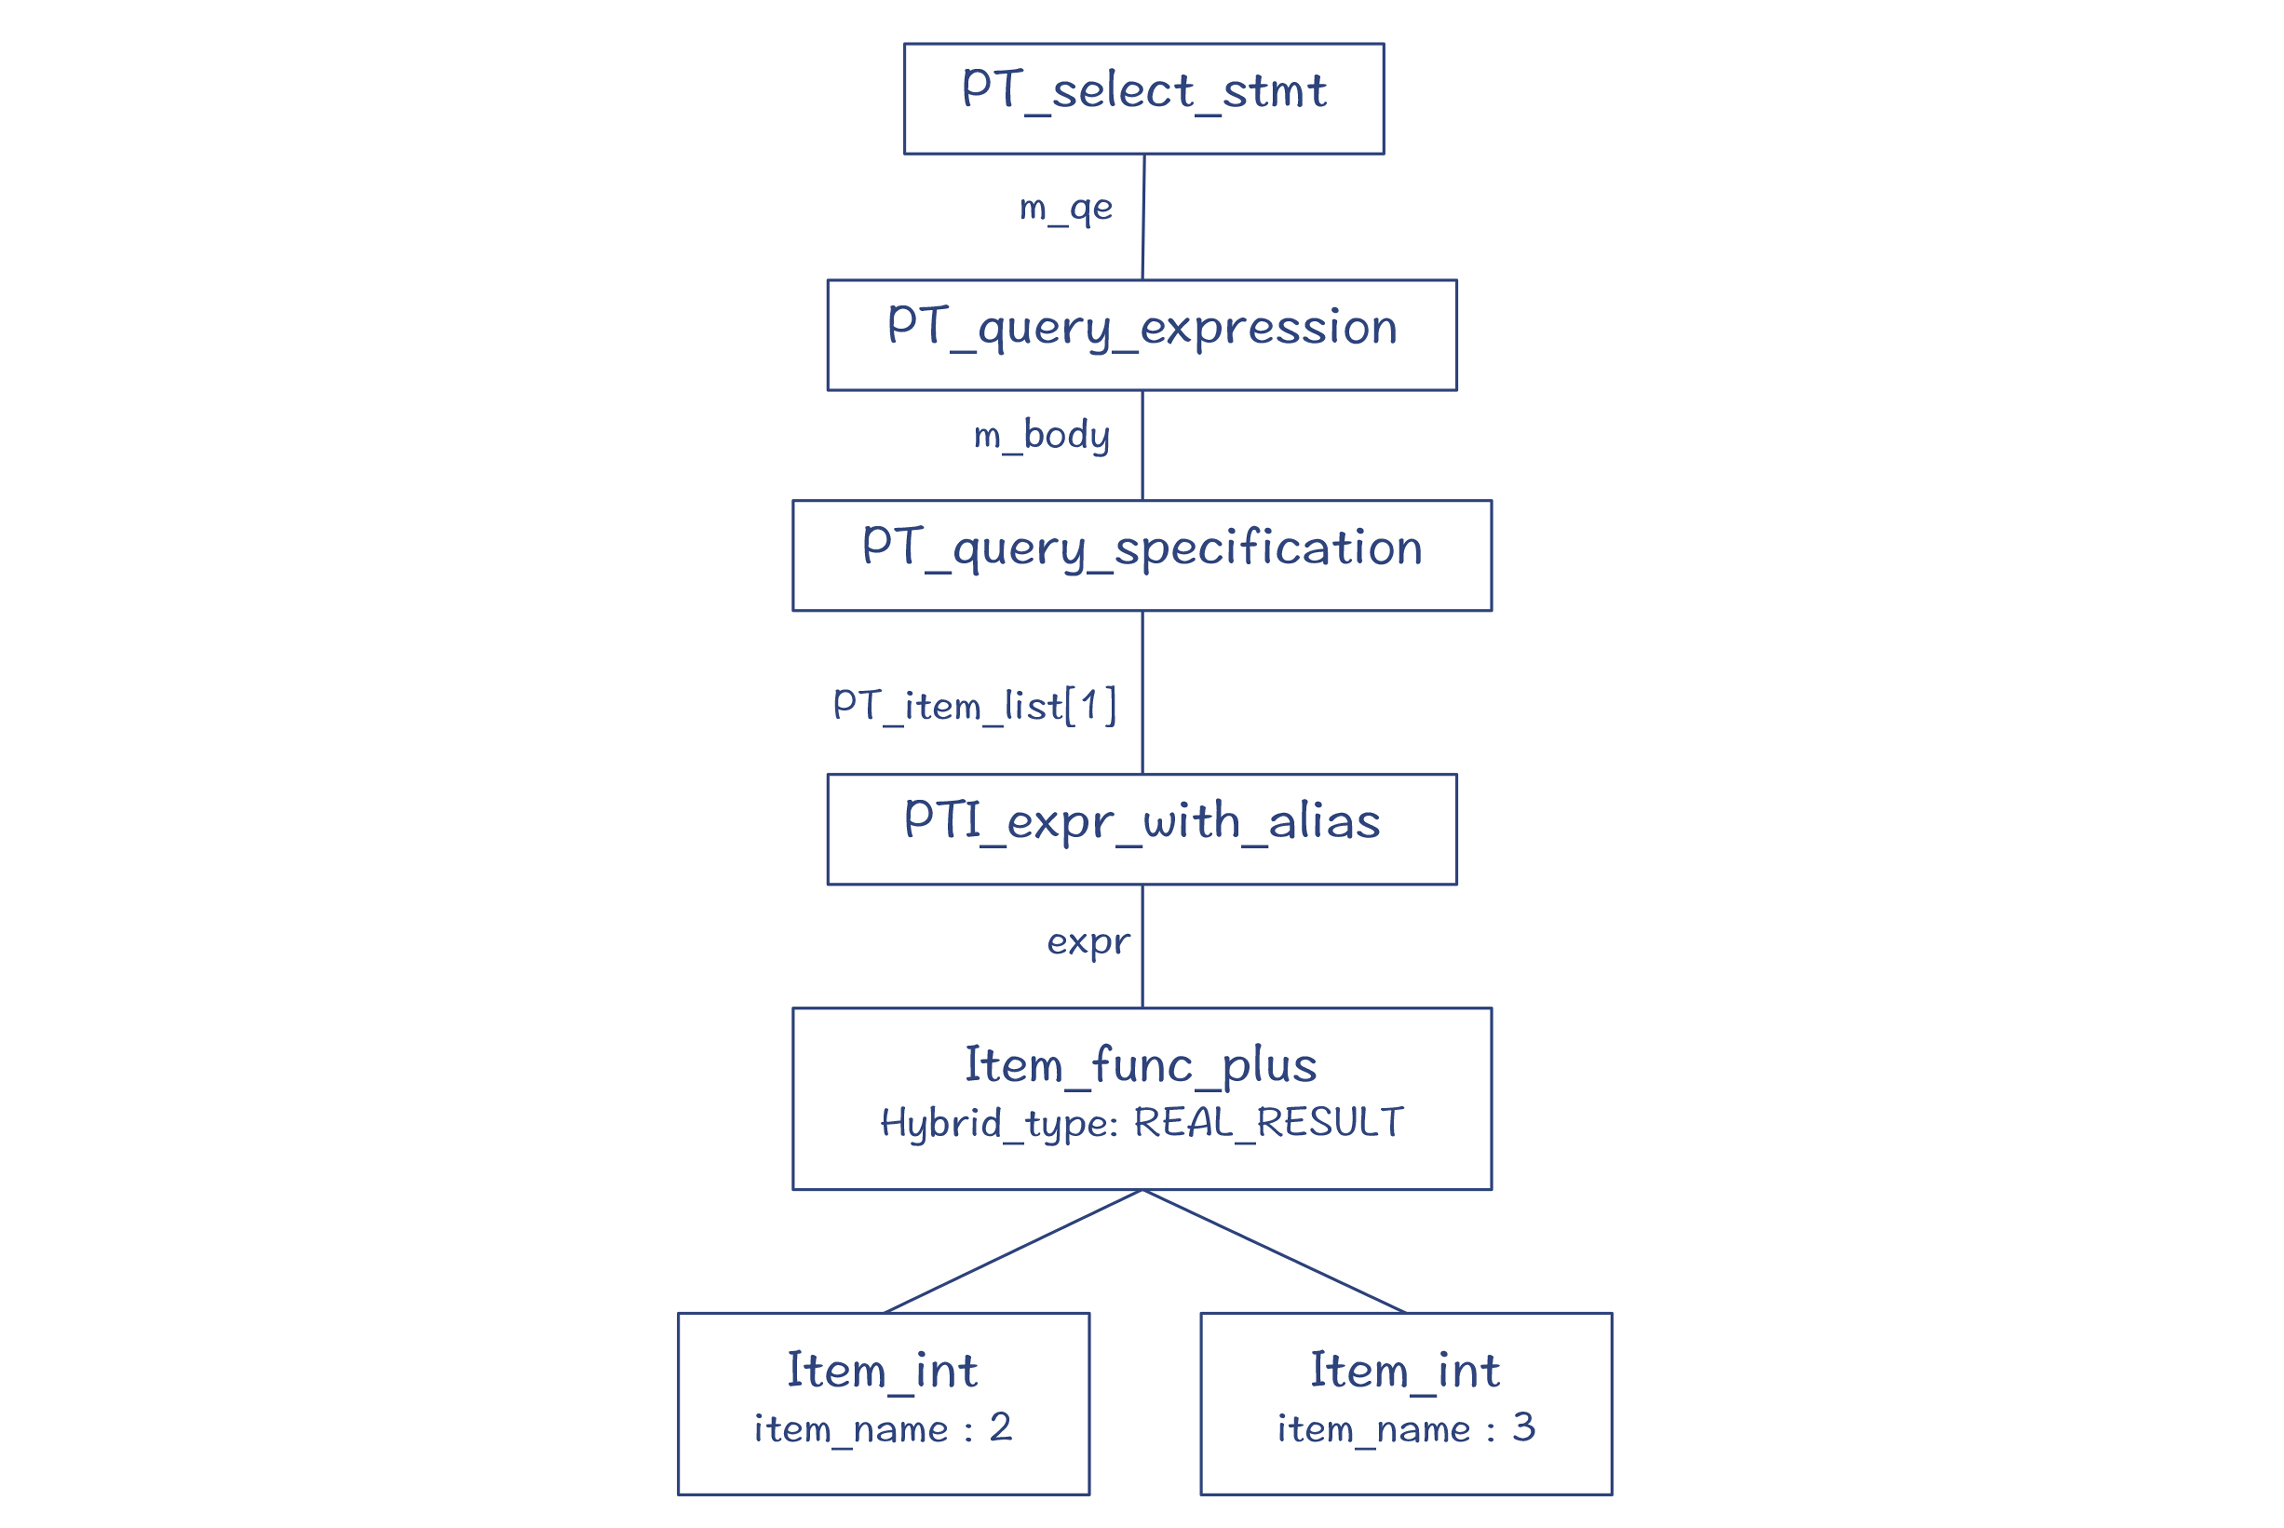 PT_select_stmt
m_qe
PT_query_expression
m_body
PT_query_specification
PT_item_list[1]
PTI_expr_with_alias
expr
Item_func_plus
Hybrid_type: REAL_RESULT
Item_int
item_name : 2
Item_int
item_name : 3